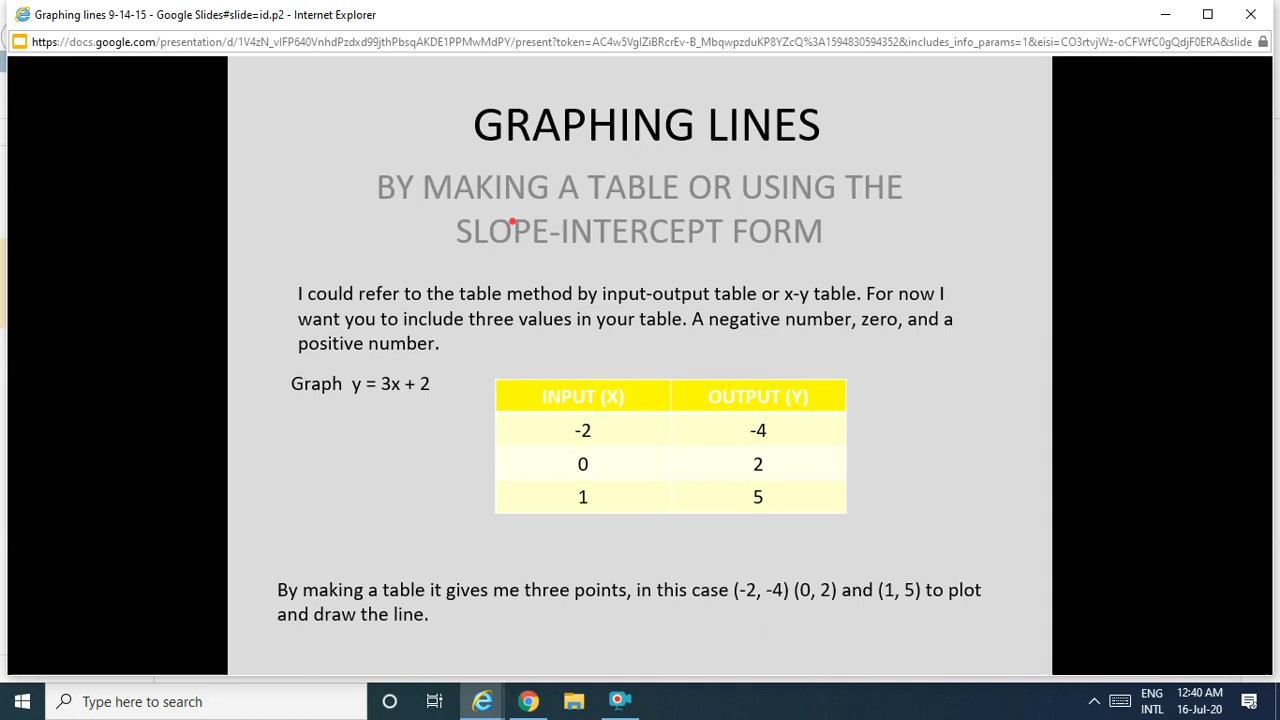 Graphing lines 9-14-15 - Google Slides#slide=id.p2 - Internet Explorer
GRAPHING LINES
BY MAKING A TABLE OR USING THE
SLOPE-INTERCEPT FORM
I could refer to the table method by input-output table or x-y table. For now I
want you to include three values in your table. A negative number, zero, and a
positive number.
Graph y = 3x + 2
INPUT (X) OUTPUT (Y)
-2 -4
0 2
1 5
By making a table it gives me three points, in this case (-2, -4) (0, 2) and (1, 5) to plot
and draw the line.
Type here to search
ENG 12:40 AM
INTL 16-Jul-20